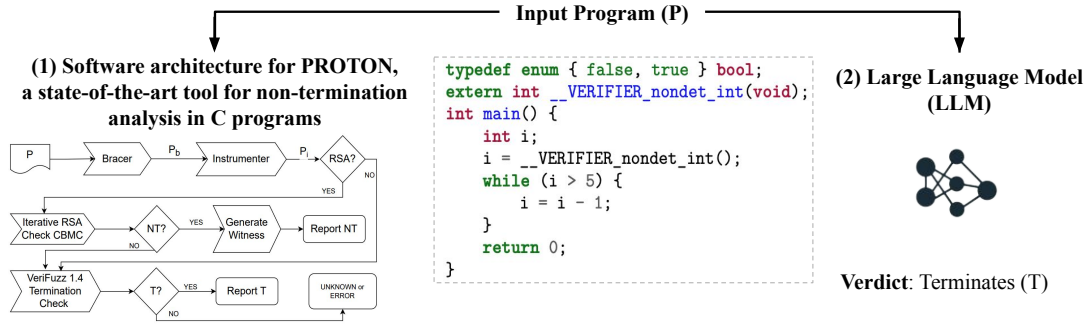 Input Program (P)
(1) Software architecture for PROTON,
a state-of-the-art tool for non-termination
analysis in C programs
P
Bracer
P_b
Instrumenter
P_i
RSA?
NO
YES
Iterative RSA
Check CBMC
NT?
YES
Generate
Witness
Report NT
NO
VeriFuzz 1.4
Termination
Check
T?
YES
Report T
UNKNOWN or
ERROR
NO
typedef enum { false, true } bool;
extern int __VERIFIER_nondet_int(void);
int main() {
    int i;
    i = __VERIFIER_nondet_int();
    while (i > 5) {
        i = i - 1;
    }
    return 0;
}
(2) Large Language Model
(LLM)
Verdict: Terminates (T)